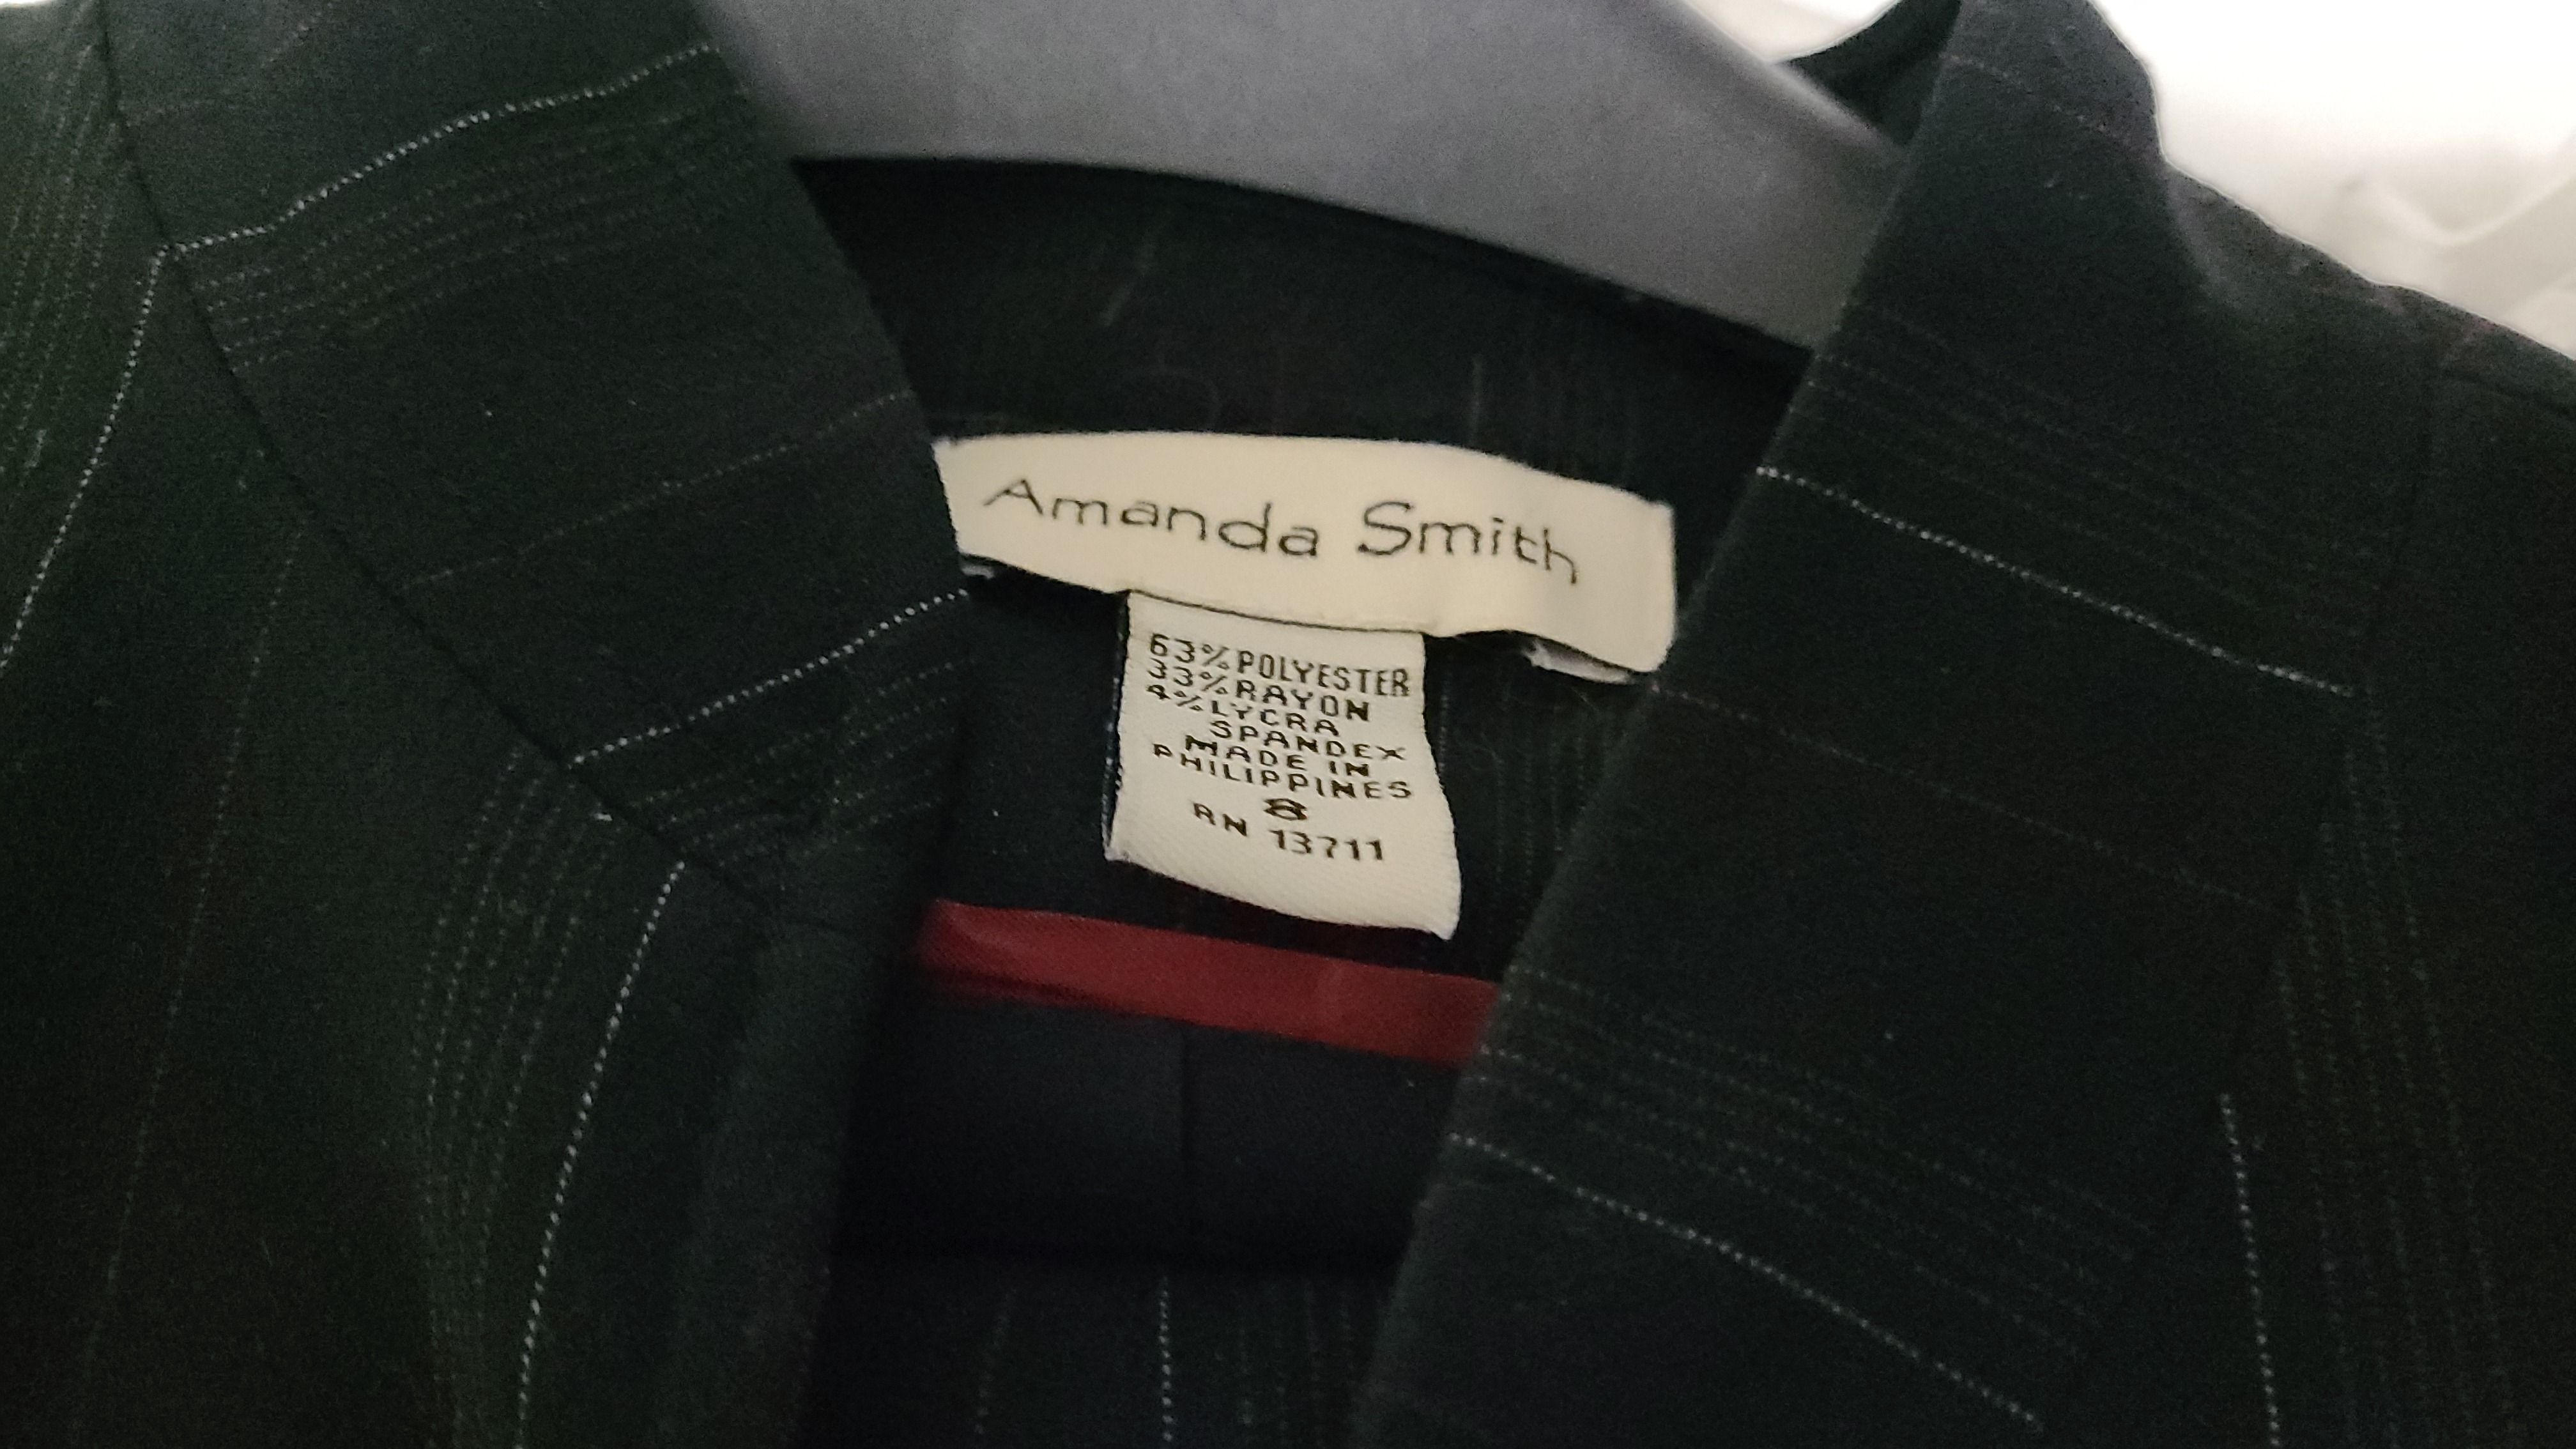 Amanda Smith
63% POLYESTER
33% RAYON
4% LYCRA
SPANDEX
MADE IN
PHILIPPINES
8
RN 13711